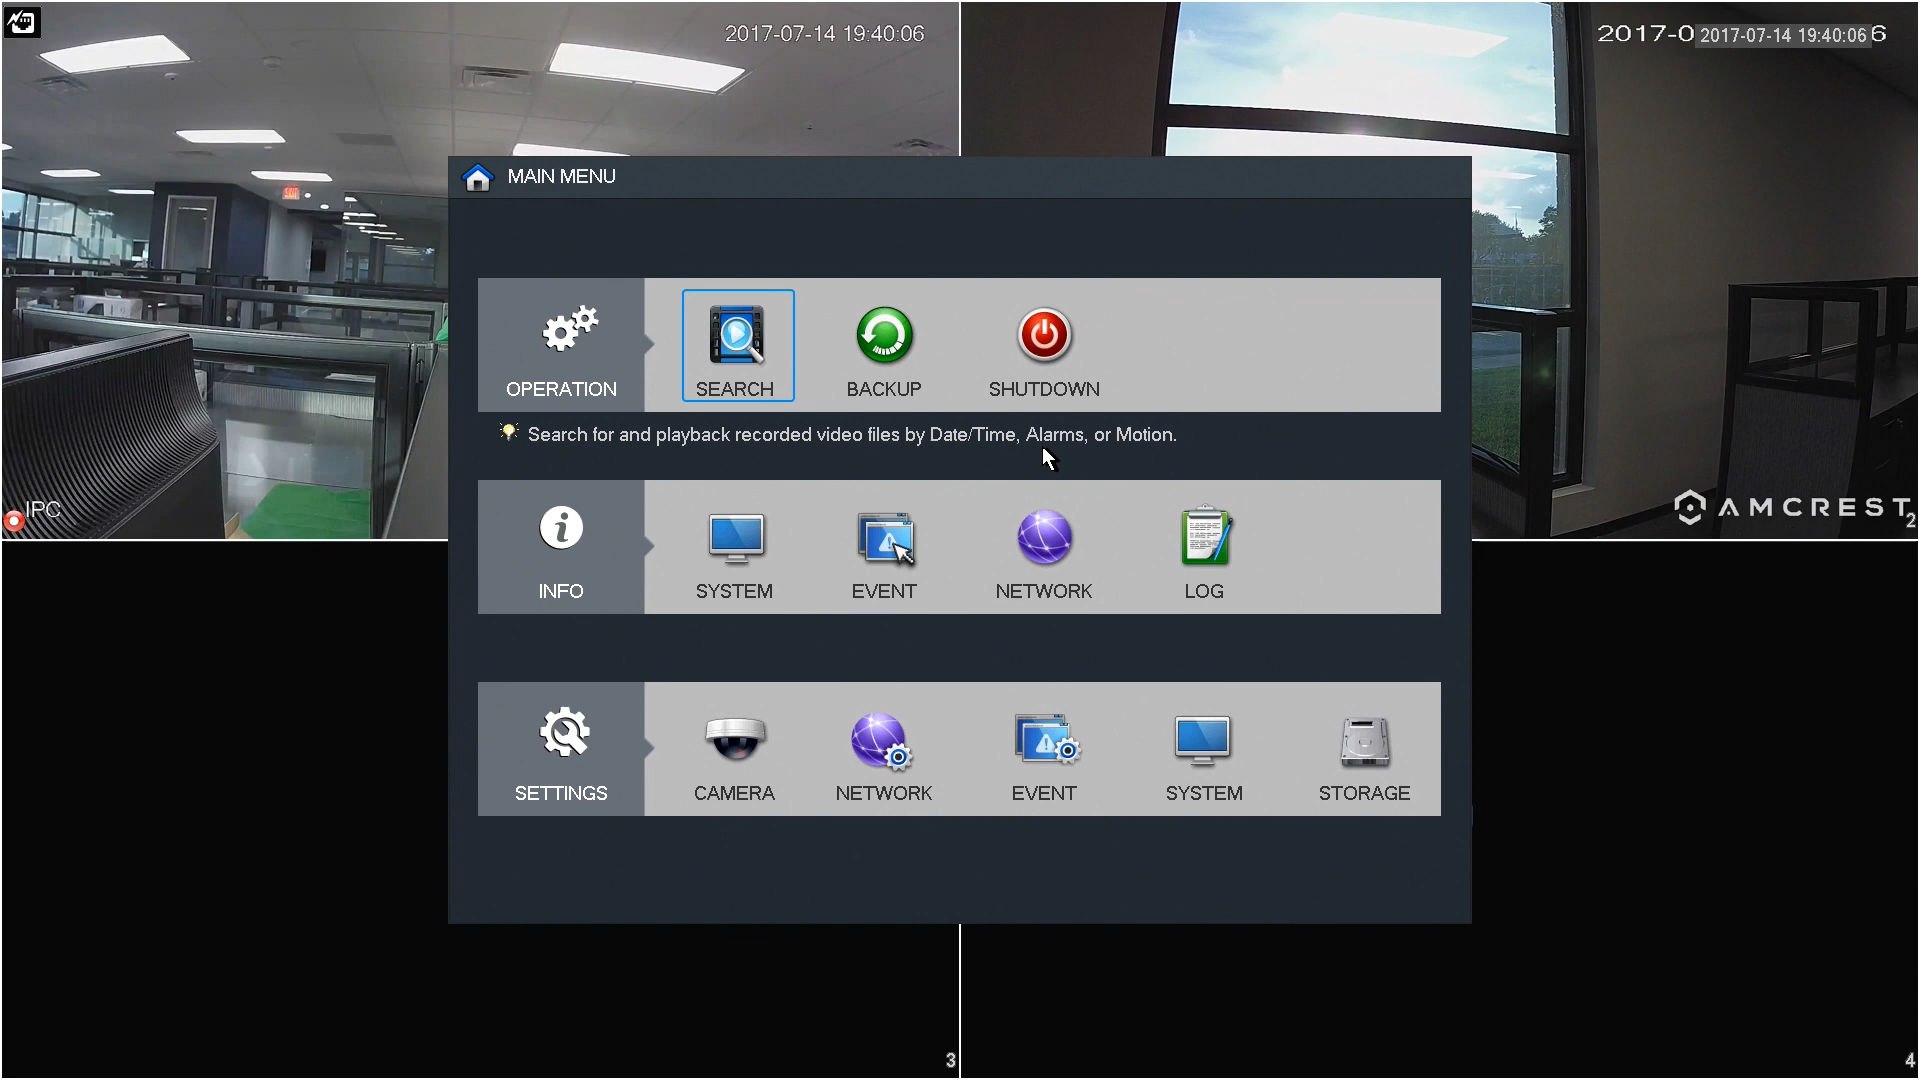 2017-07-14 19:40:06
2017-0 2017-07-14 19:40:06 6
MAIN MENU
OPERATION
SEARCH
BACKUP
SHUTDOWN
Search for and playback recorded video files by Date/Time, Alarms, or Motion.
IPC
AMCREST
2
INFO
SYSTEM
EVENT
NETWORK
LOG
SETTINGS
CAMERA
NETWORK
EVENT
SYSTEM
STORAGE
3
4